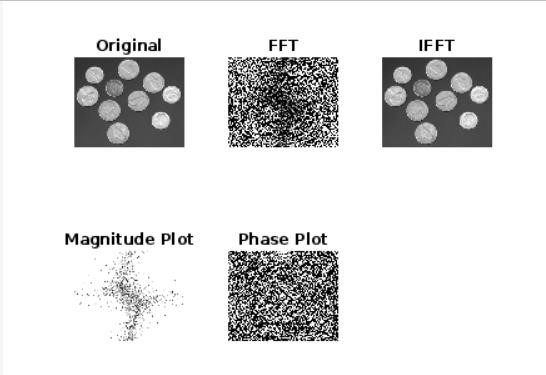 Original
FFT
IFFT
Magnitude Plot
Phase Plot